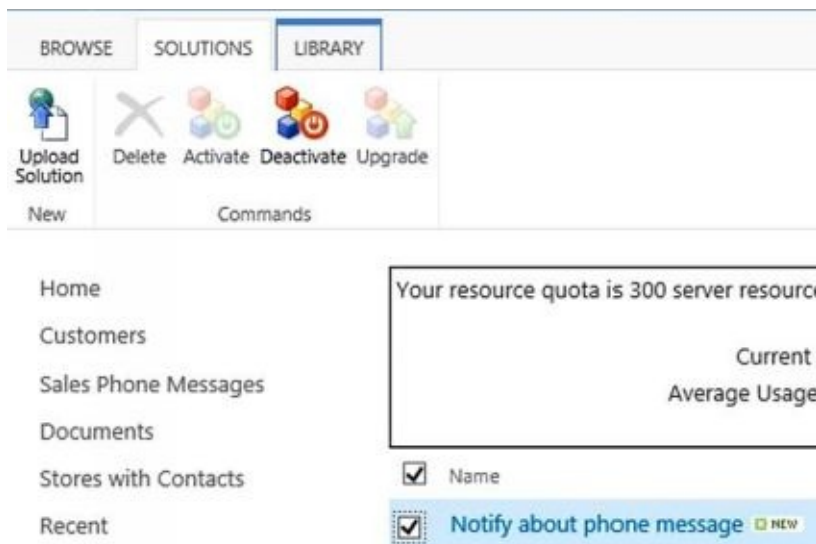 BROWSE SOLUTIONS LIBRARY
Upload Solution Delete Activate Deactivate Upgrade
New Commands
Home
Customers
Sales Phone Messages
Documents
Stores with Contacts
Recent
Your resource quota is 300 server resource
Current
Average Usage
Name
Notify about phone message NEW